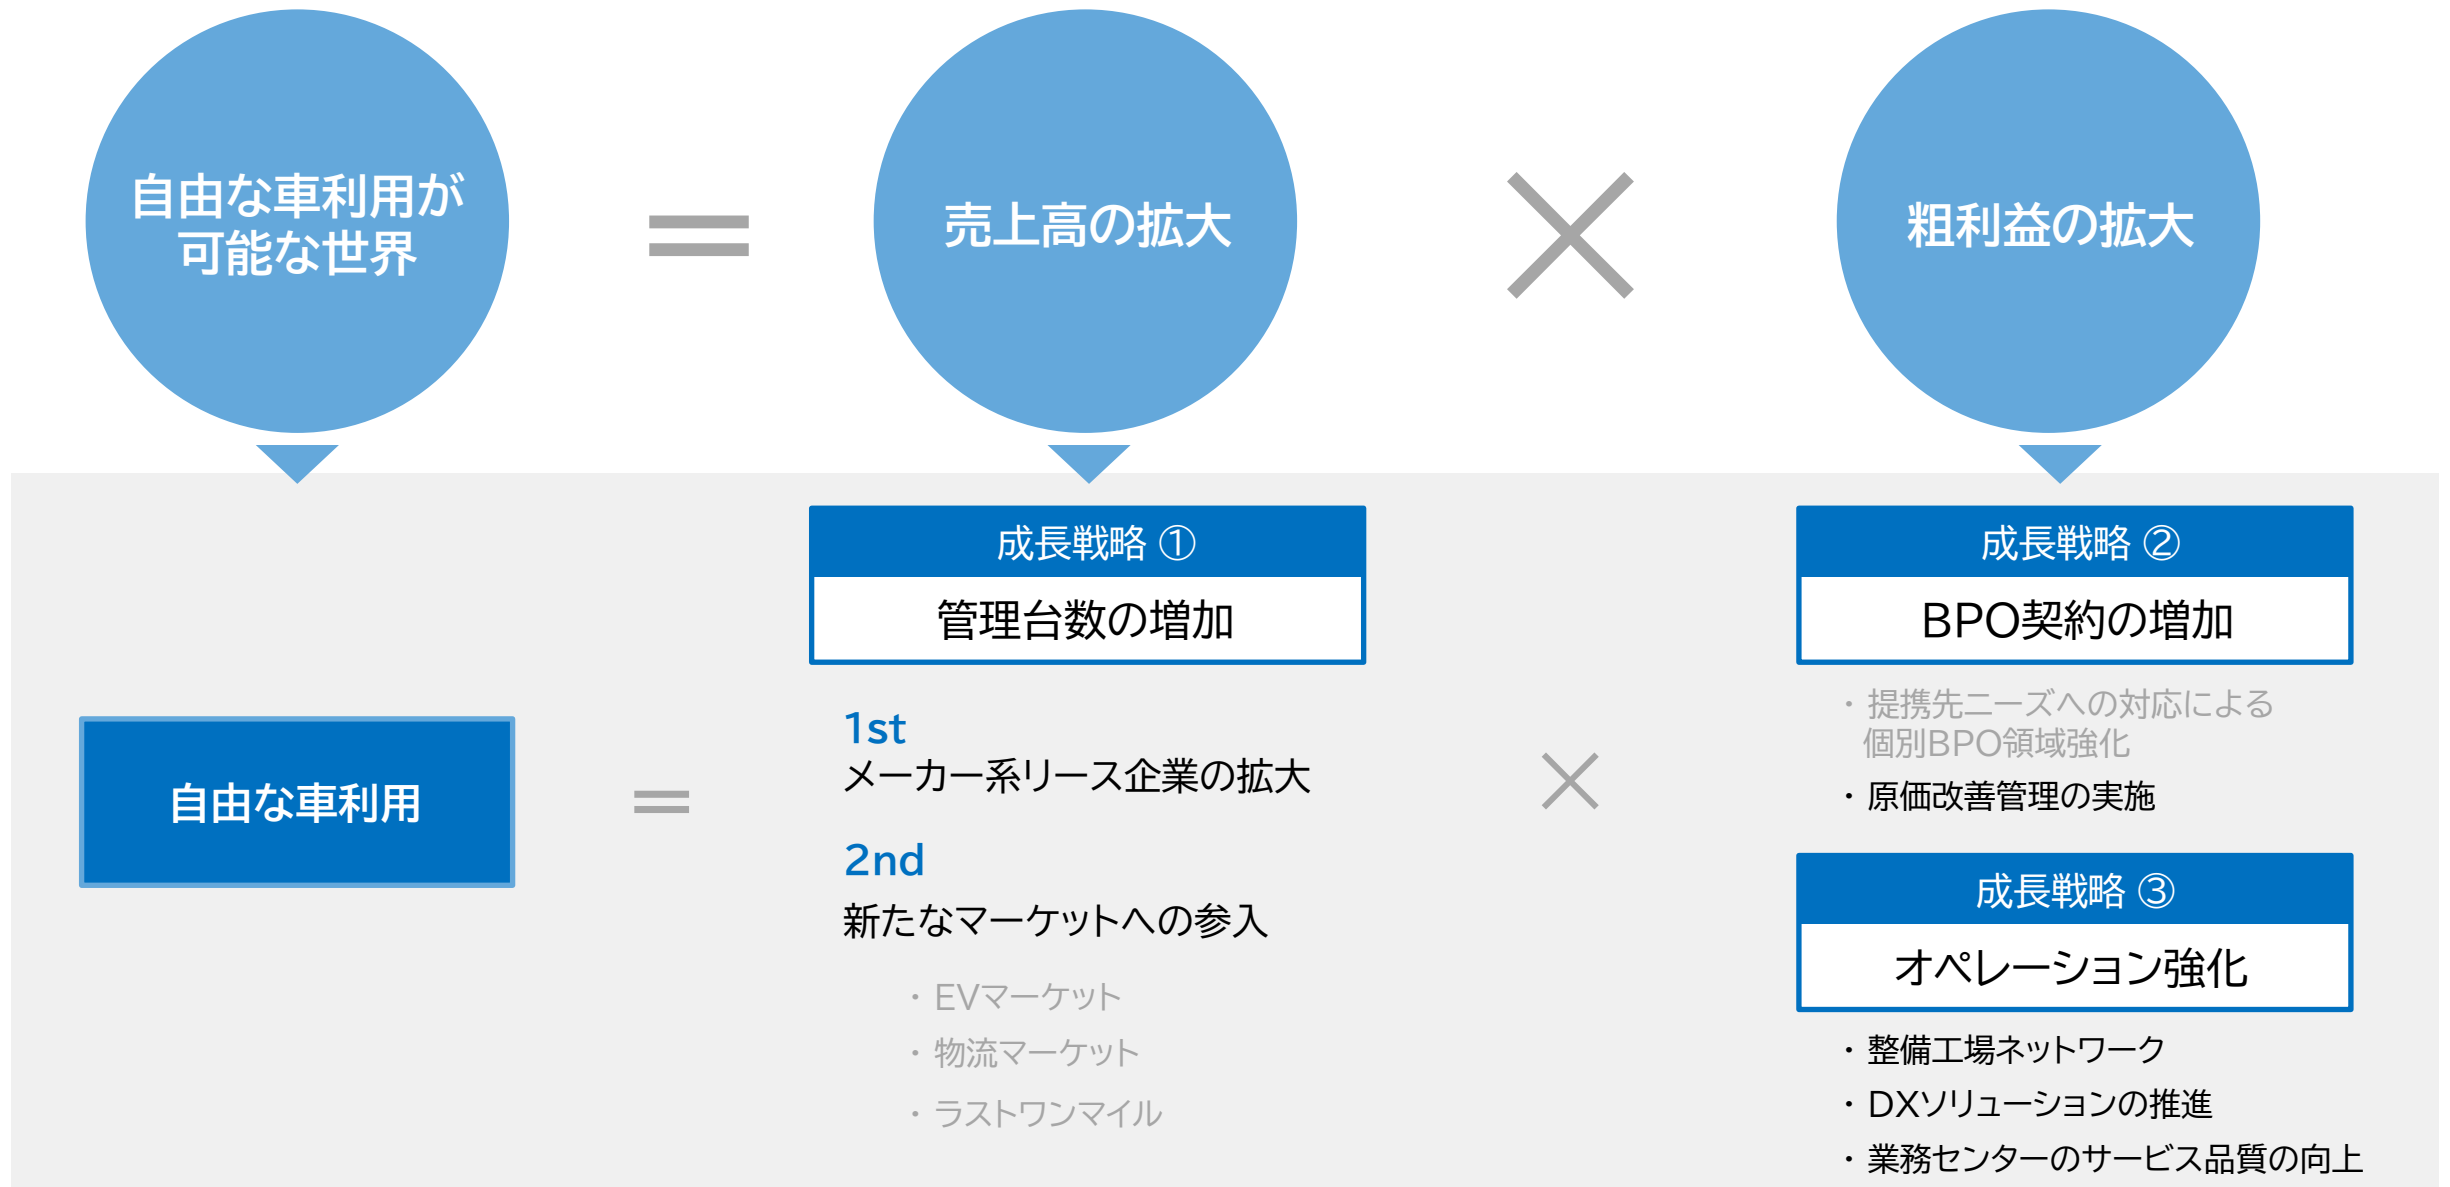 自由な車利用が
可能な世界
＝
売上高の拡大
×
粗利益の拡大
自由な車利用
＝
成長戦略 ①
管理台数の増加
1st
メーカー系リース企業の拡大
2nd
新たなマーケットへの参入
・EVマーケット
・物流マーケット
・ラストワンマイル
×
成長戦略 ②
BPO契約の増加
・提携先ニーズへの対応による
個別BPO領域強化
・原価改善管理の実施
成長戦略 ③
オペレーション強化
・整備工場ネットワーク
・DXソリューションの推進
・業務センターのサービス品質の向上